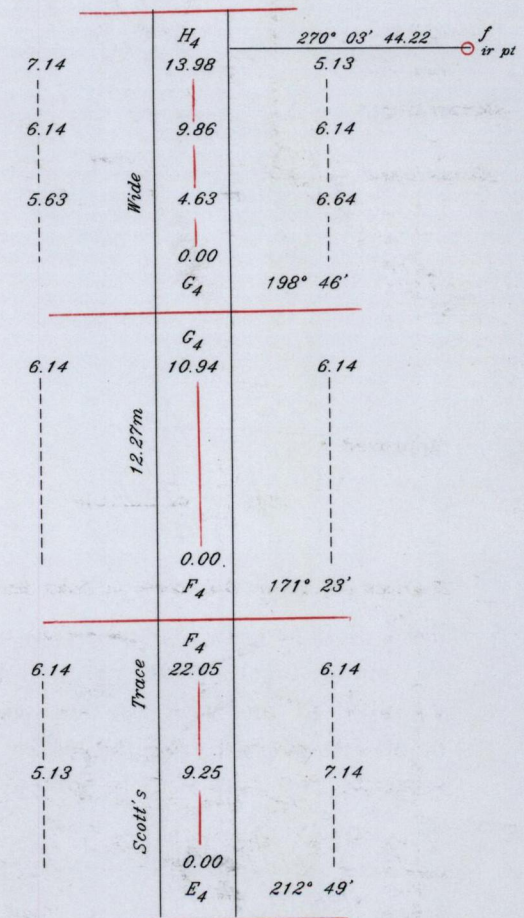 H4 270° 03' 44.22 f
ir pt
7.14 13.98 5.13
6.14 9.86 6.14
5.63 4.63 6.64
Wide
0.00
G4 198° 46'
G4
6.14 10.94 6.14
12.27m
0.00
F4 171° 23'
F4
6.14 22.05 6.14
Trace
5.13 9.25 7.14
Scott's
0.00
E4 212° 49'